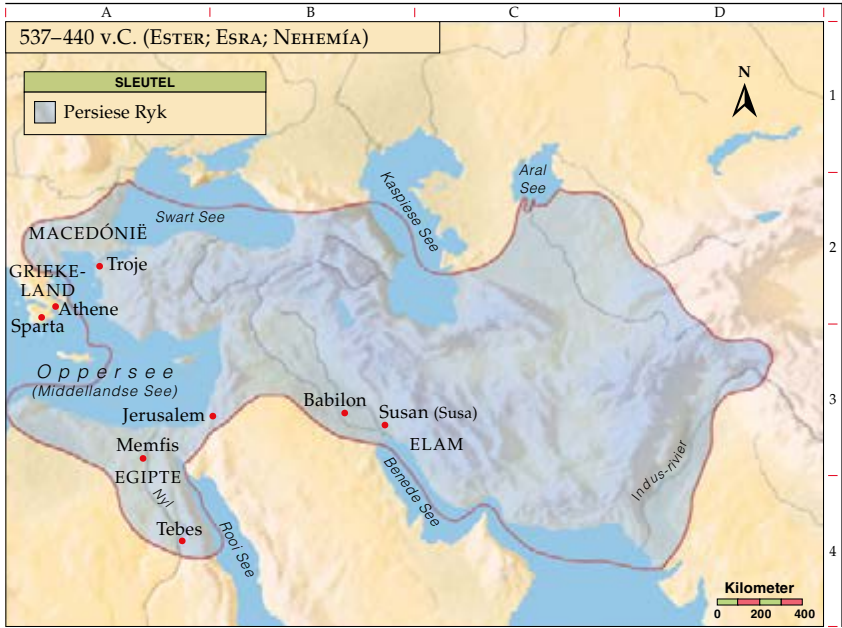 A B C D
537–440 v.C. (Ester; Esra; Nehemía)
SLEUTEL
Persiese Ryk
N
1
2
3
4
Aral
See
Kaspiese See
Swart See
MACEDÓNIË
Troje
GRIEKE-
LAND
Athene
Sparta
Oppersee
(Middellandse See)
Jerusalem
Babilon
Susan (Susa)
ELAM
Memfis
EGIPTE
Nyl
Tebes
Rooi See
Benede See
Indus-rivier
Kilometer
0 200 400